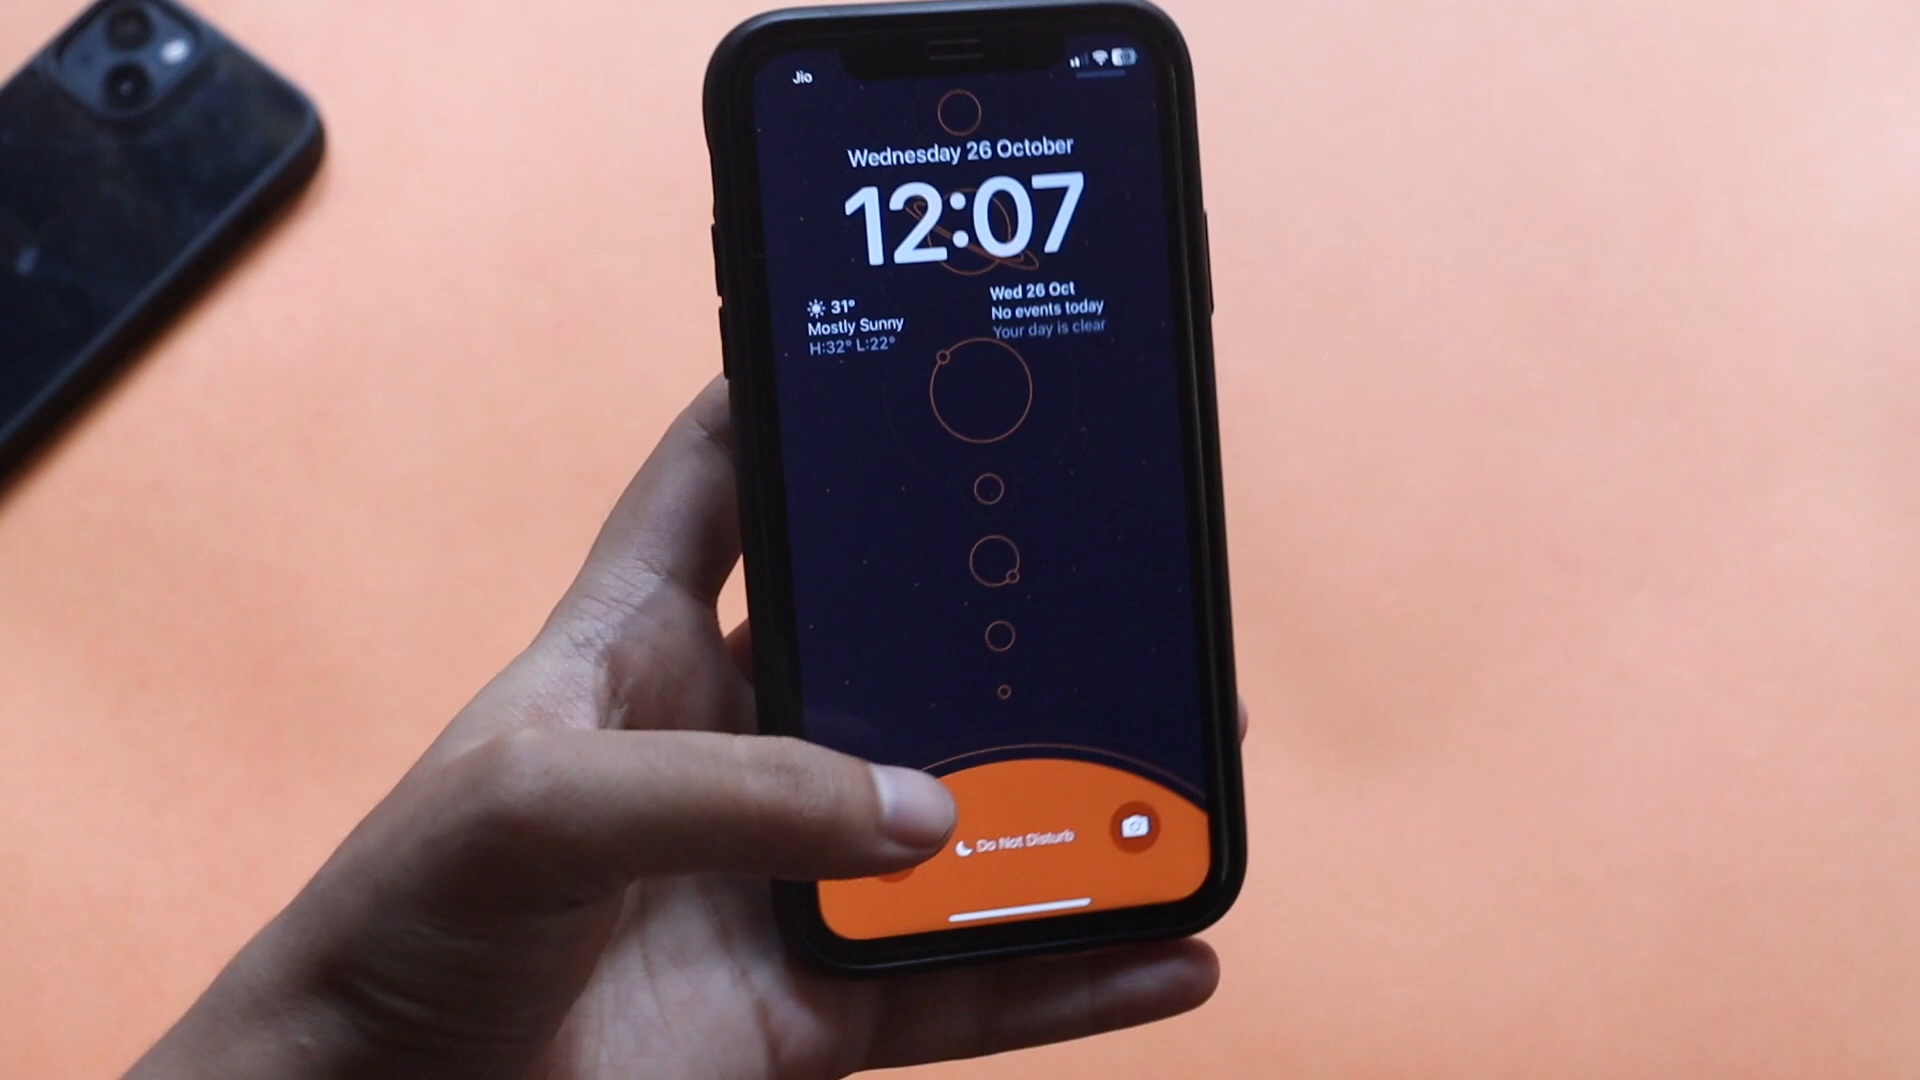 Jio
Wednesday 26 October
12:07
31°
Mostly Sunny
H:32° L:22°
Wed 26 Oct
No events today
Your day is clear
Do Not Disturb